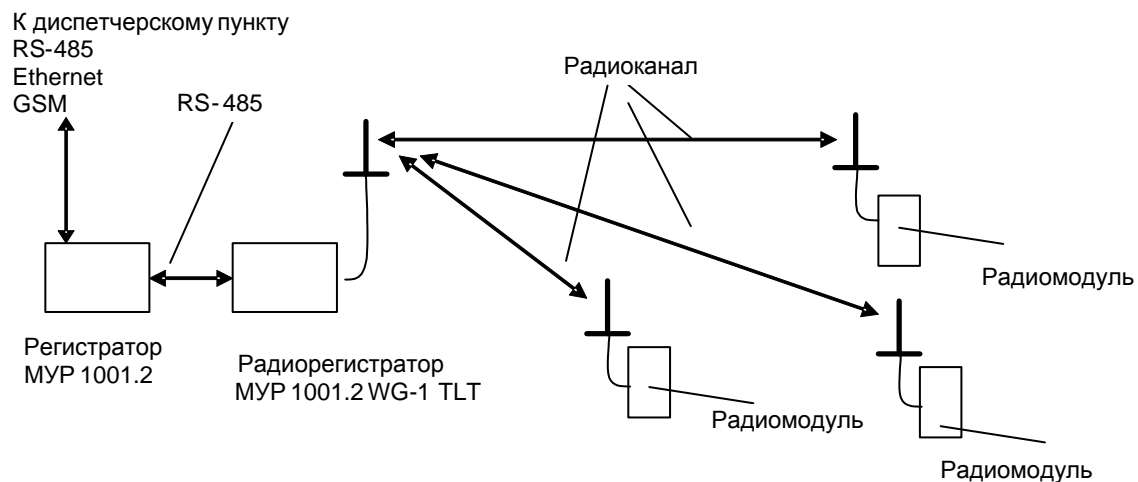 К диспетчерскому пункту
RS-485
Ethernet
GSM
RS-485
Радиоканал
Радиомодуль
Регистратор
МУР 1001.2
Радиорегистратор
МУР 1001.2 WG-1 TLT
Радиомодуль
Радиомодуль